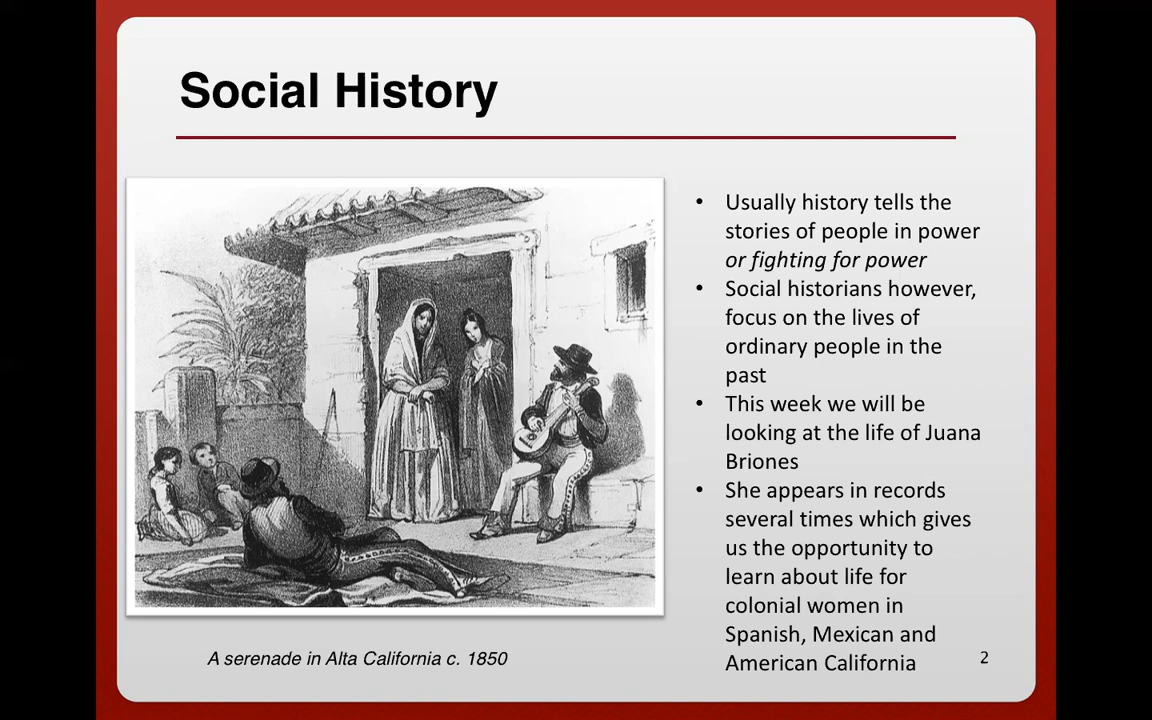 Social History
• Usually history tells the
stories of people in power
or fighting for power
• Social historians however,
focus on the lives of
ordinary people in the
past
• This week we will be
looking at the life of Juana
Briones
• She appears in records
several times which gives
us the opportunity to
learn about life for
colonial women in
Spanish, Mexican and
American California
A serenade in Alta California c. 1850
2